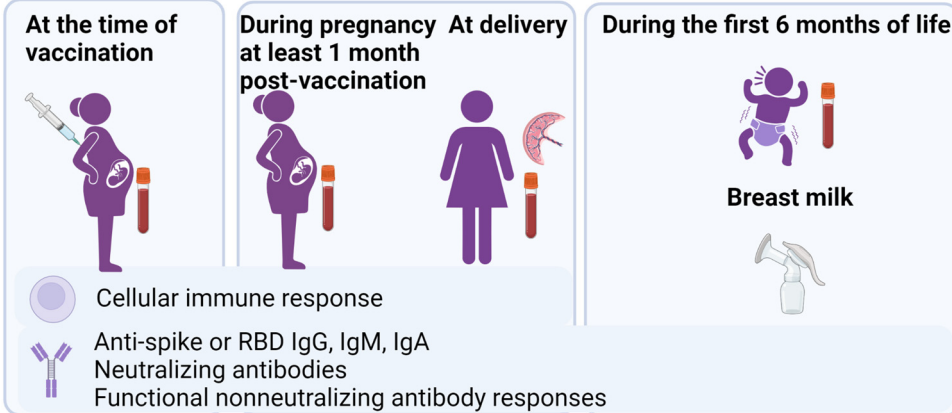 At the time of
vaccination
During pregnancy
at least 1 month
post-vaccination
At delivery
During the first 6 months of life
Breast milk
Cellular immune response
Anti-spike or RBD IgG, IgM, IgA
Neutralizing antibodies
Functional nonneutralizing antibody responses